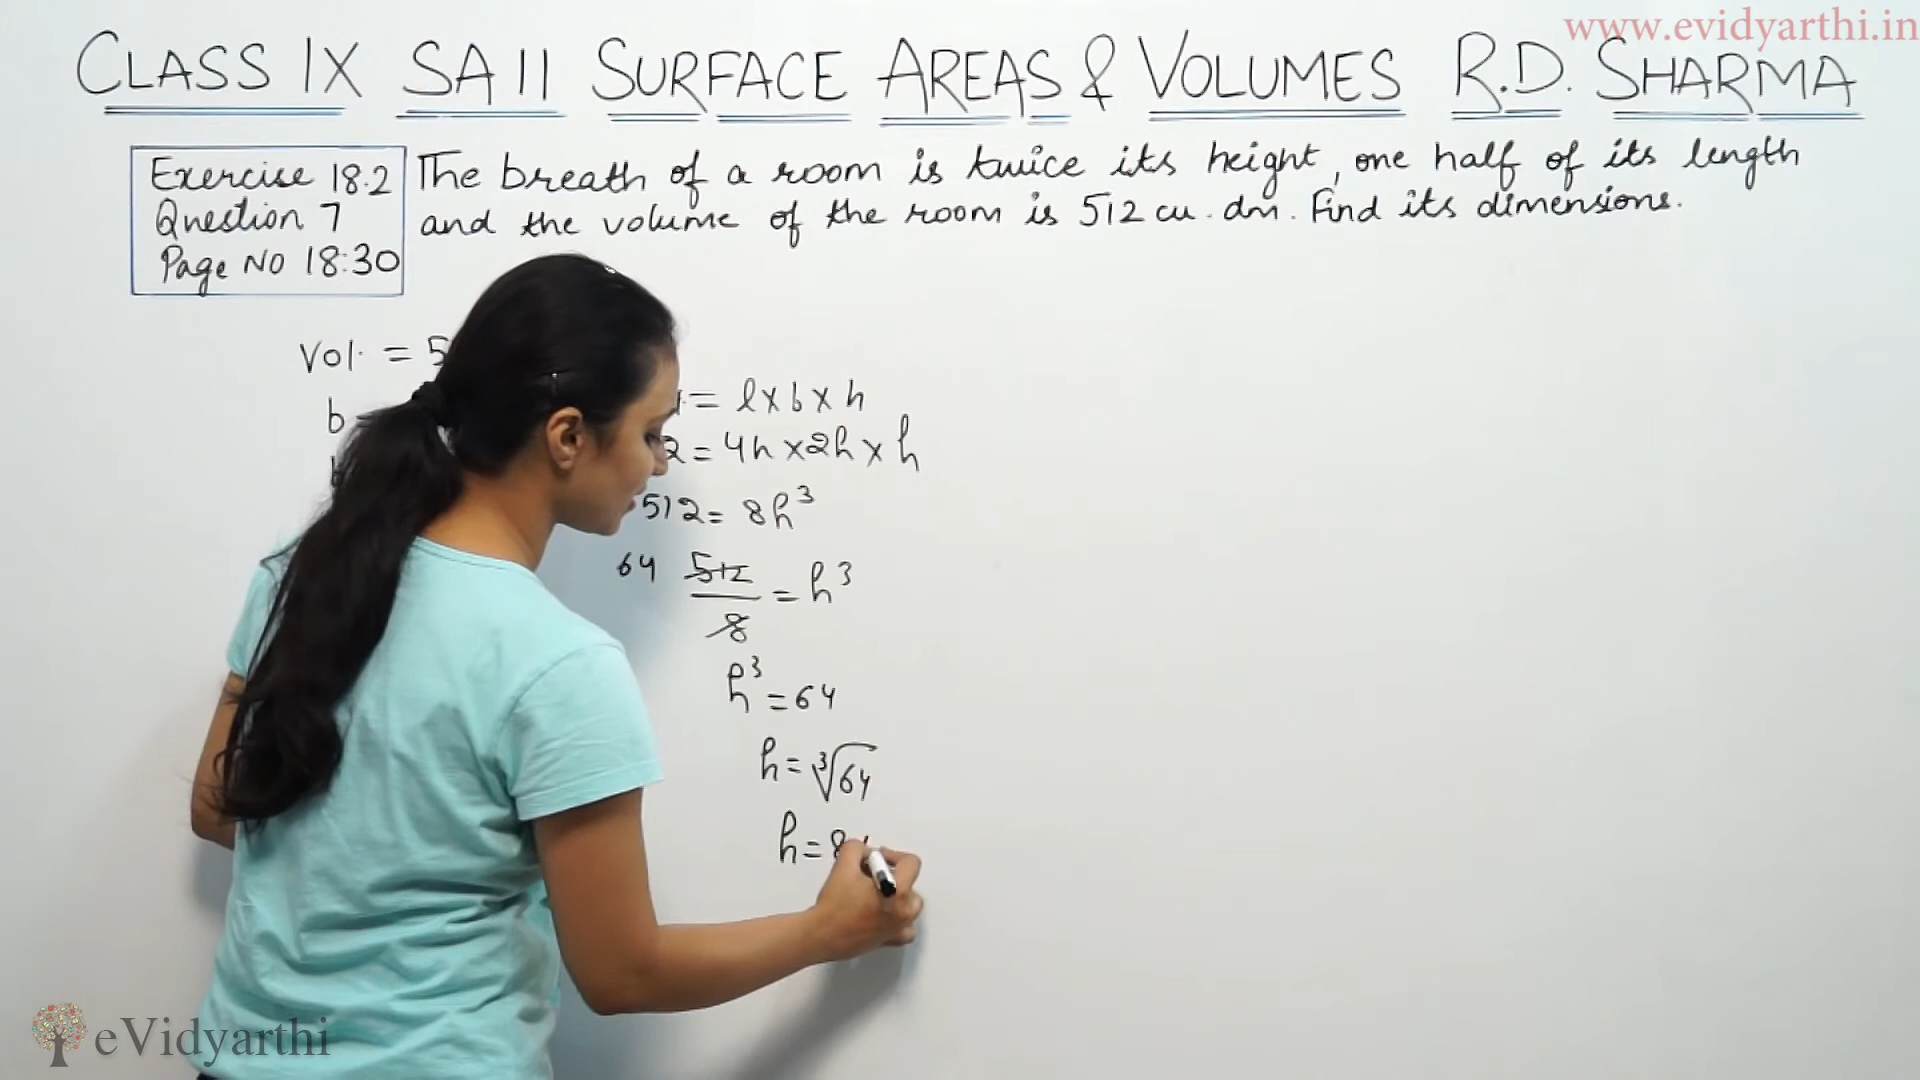 www.evidyarthi.in
CLASS IX SA II SURFACE AREAS & VOLUMES R.D. SHARMA
Exercise 18.2
Question 7
Page No 18.30
The breath of a room is twice its height, one half of its length
and the volume of the room is 512 cu. dm. Find its dimensions.
Vol. = 5
b
= l x b x h
2 = 4h x 2h x h
512 = 8h³
64 512/8 = h³
h³ = 64
h = ³√64
h = 8
eVidyarthi